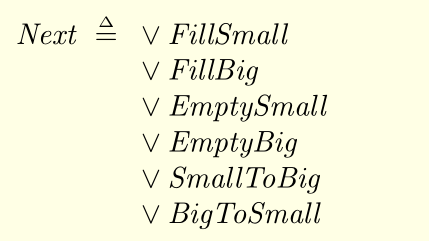 Next ≜ ∨ FillSmall
∨ FillBig
∨ EmptySmall
∨ EmptyBig
∨ SmallToBig
∨ BigToSmall